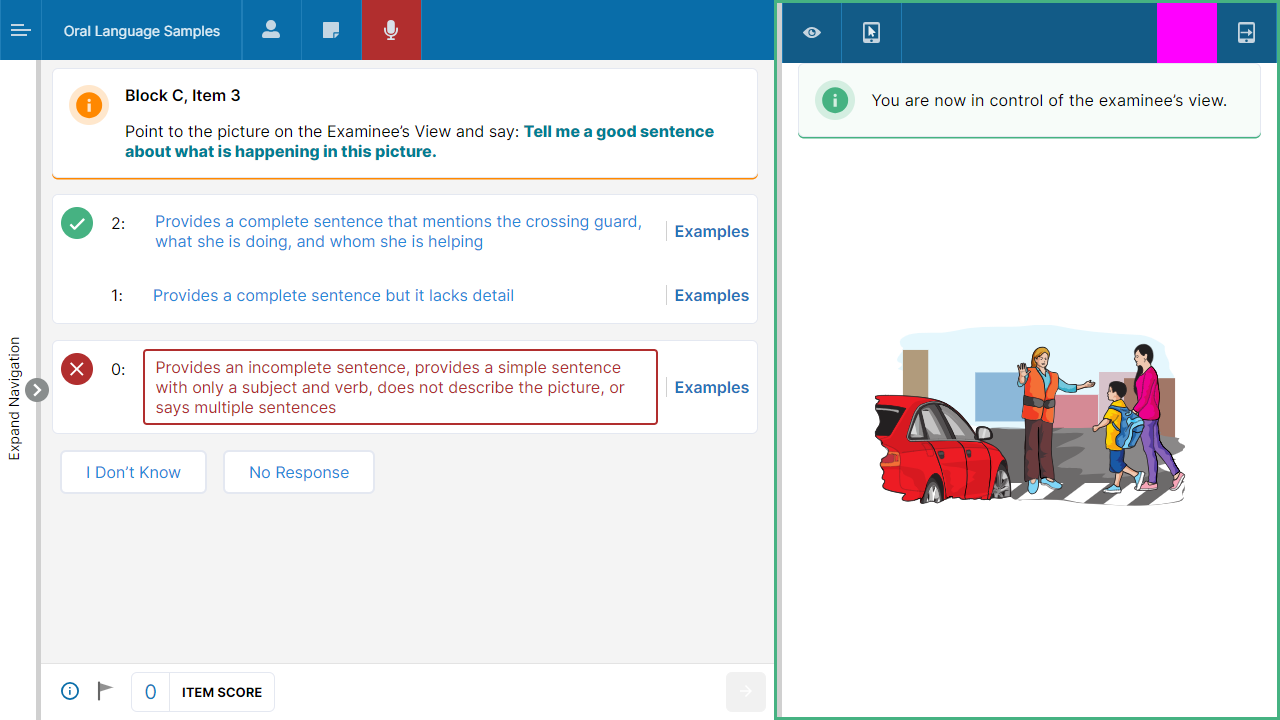 Oral Language Samples
Block C, Item 3
Point to the picture on the Examinee’s View and say: Tell me a good sentence
about what is happening in this picture.
2:
Provides a complete sentence that mentions the crossing guard,
what she is doing, and whom she is helping
Examples
1:
Provides a complete sentence but it lacks detail
Examples
0:
Provides an incomplete sentence, provides a simple sentence
with only a subject and verb, does not describe the picture, or
says multiple sentences
Examples
I Don’t Know
No Response
Expand Navigation
0
ITEM SCORE
You are now in control of the examinee’s view.